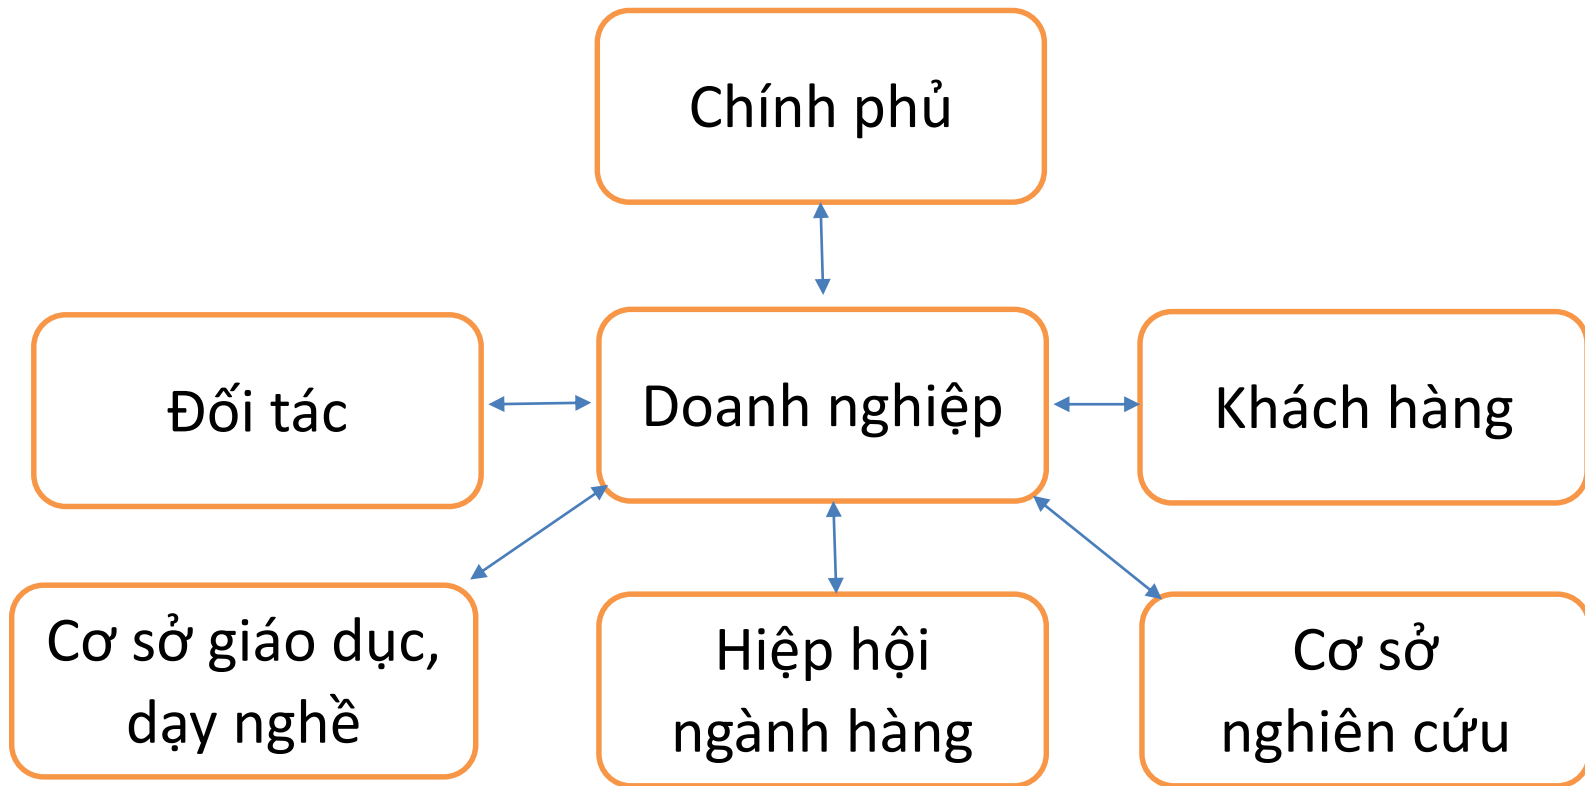 Chính phủ
Đối tác
Doanh nghiệp
Khách hàng
Cơ sở giáo dục,
dạy nghề
Hiệp hội
ngành hàng
Cơ sở
nghiên cứu